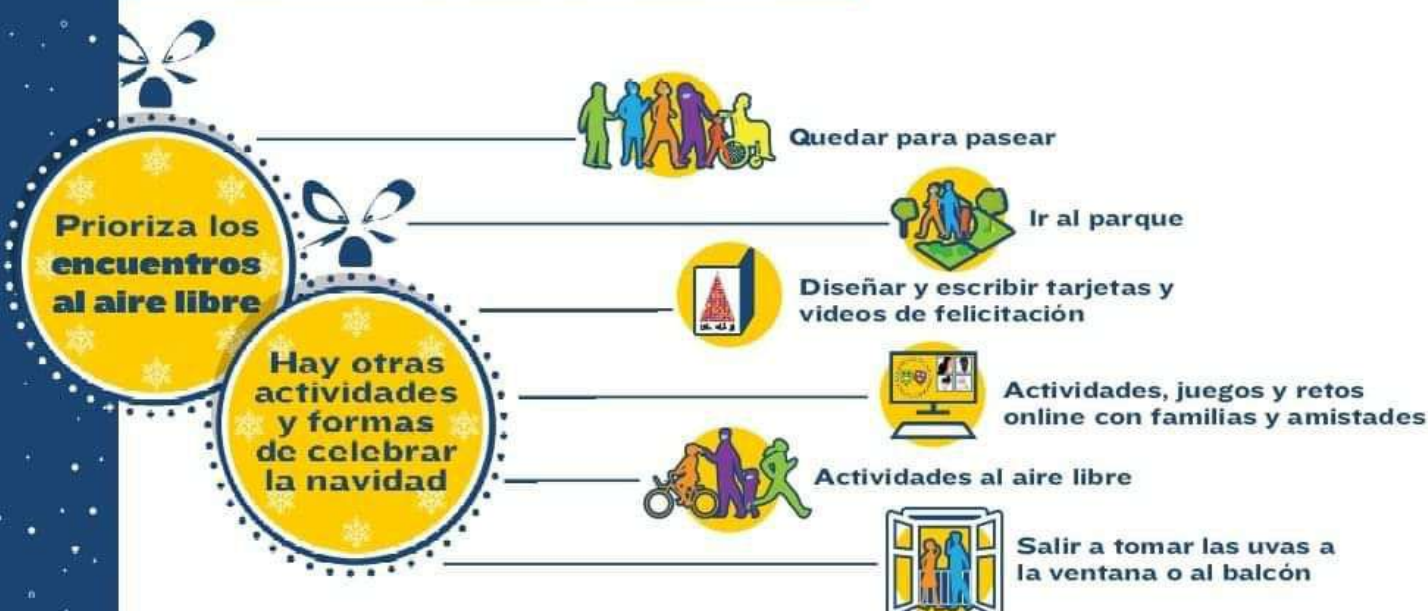 Prioriza los
encuentros
al aire libre
Hay otras
actividades
y formas
de celebrar
la navidad
Quedar para pasear
Ir al parque
Diseñar y escribir tarjetas y
videos de felicitación
Actividades, juegos y retos
online con familias y amistades
Actividades al aire libre
Salir a tomar las uvas a
la ventana o al balcón